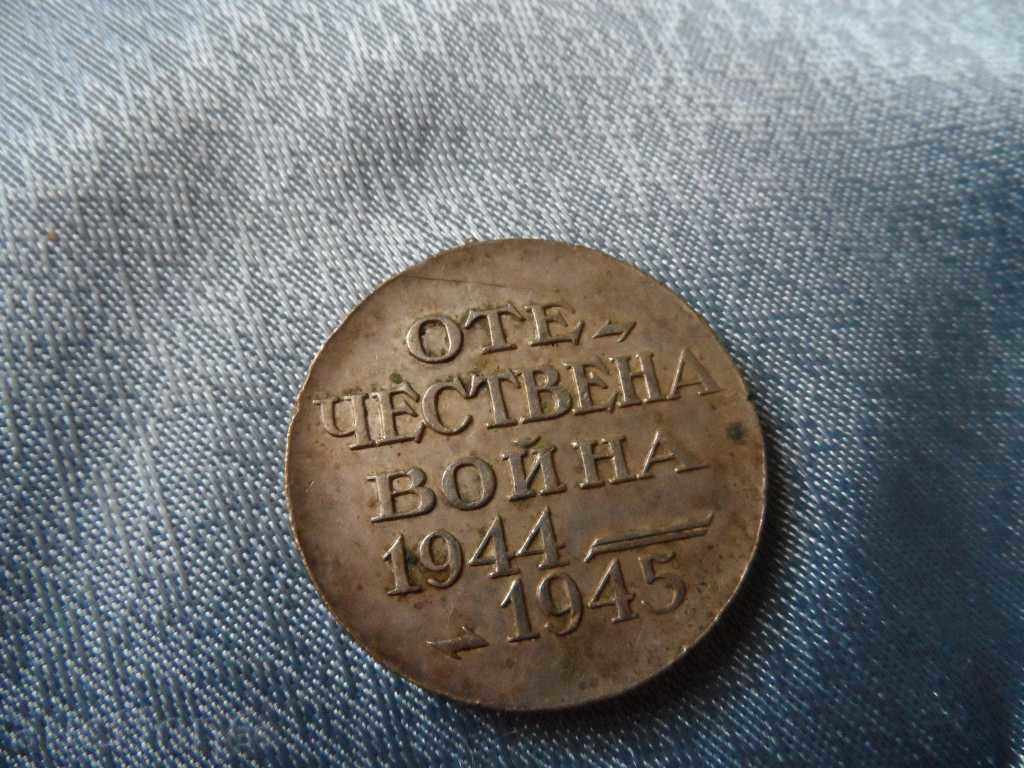 ОТЕ-
ЧЕСТВЕНА
ВОЙНА
1944 —
- 1945